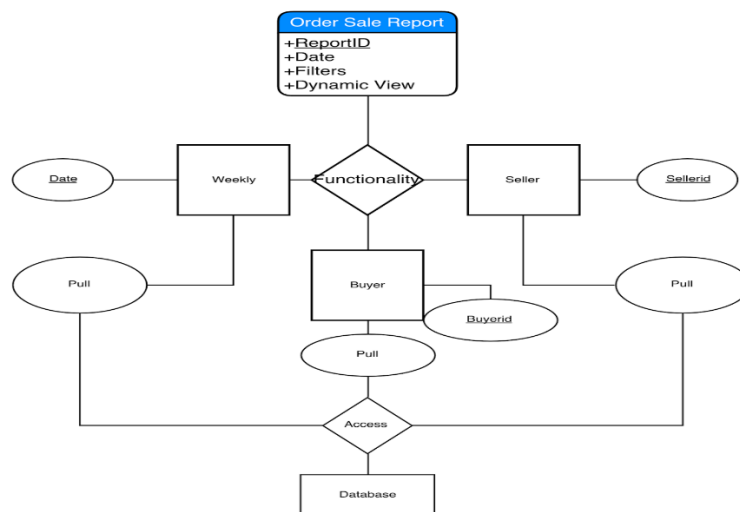 Order Sale Report
+ReportID
+Date
+Filters
+Dynamic View
Date
Weekly
Functionality
Seller
Sellerid
Pull
Buyer
Pull
Buyerid
Pull
Access
Database